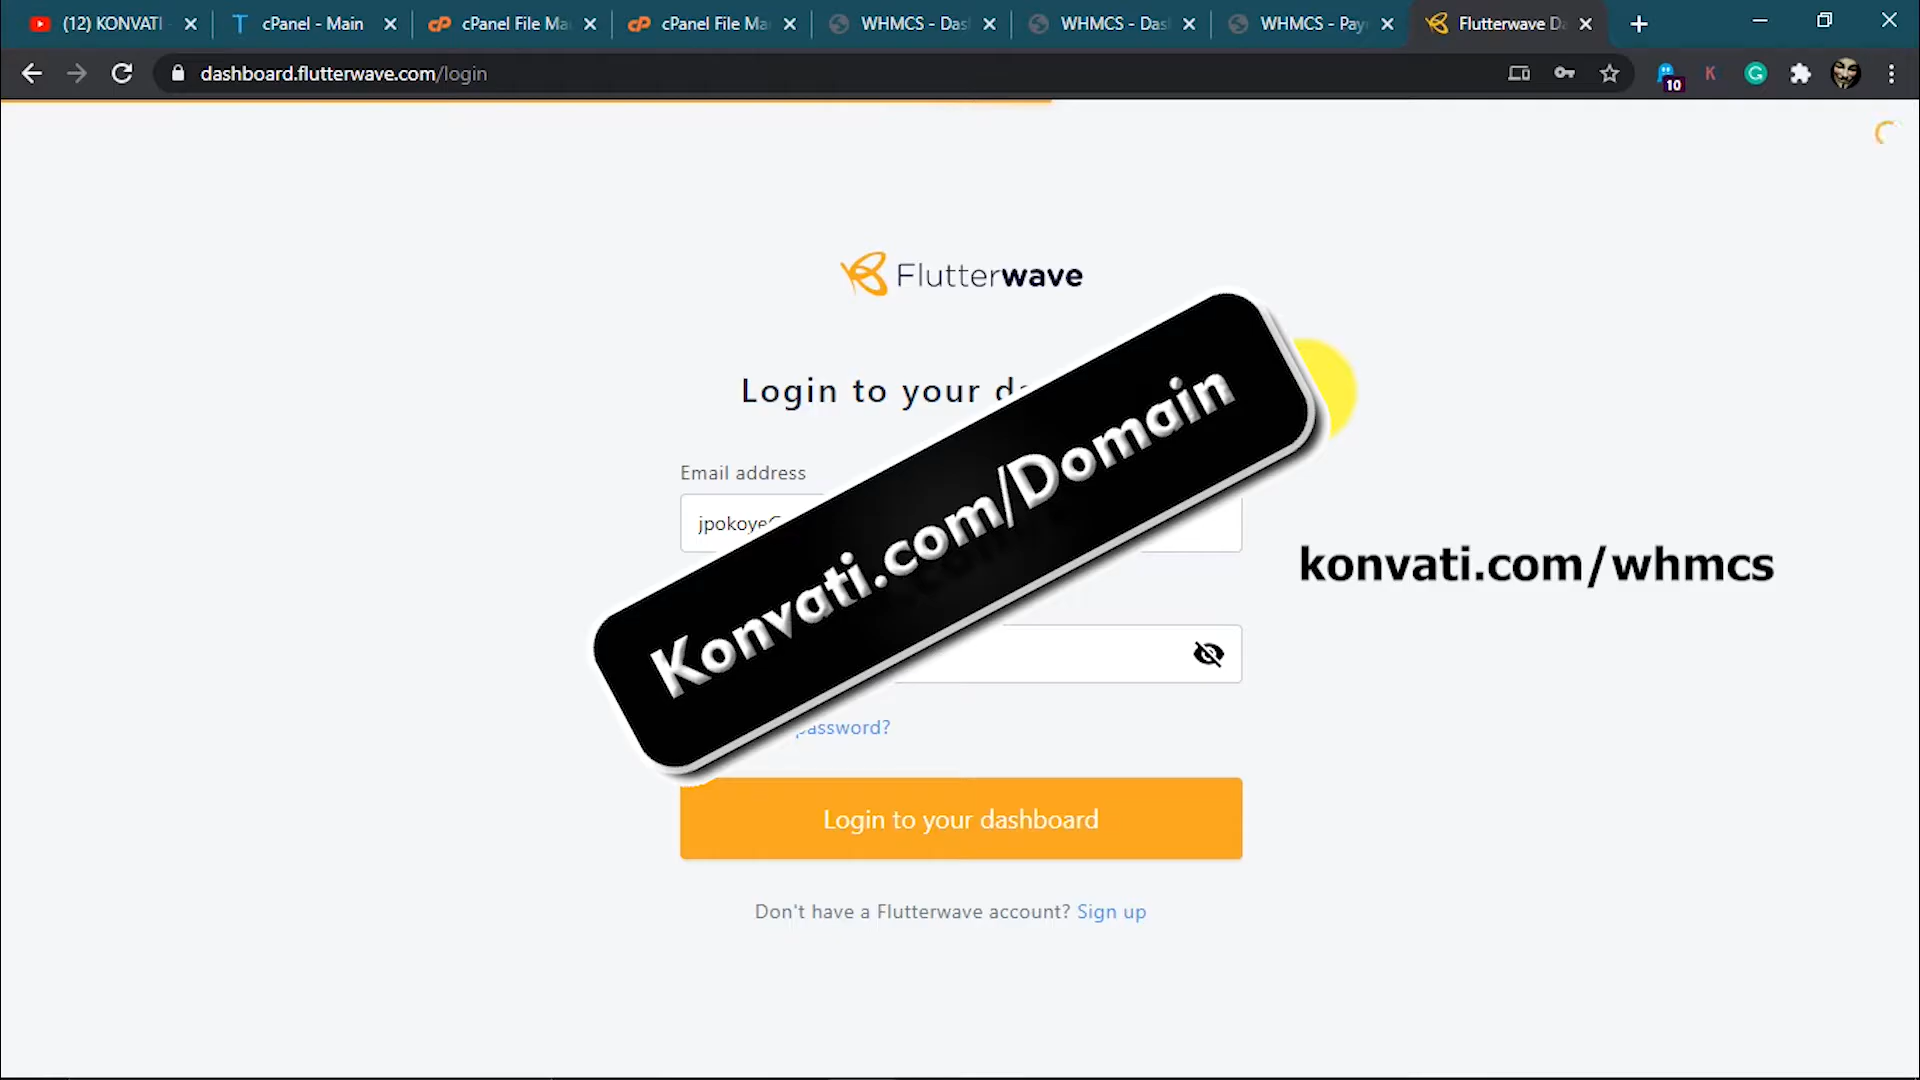 (12) KONVATI
cPanel - Main
cPanel File Ma
cPanel File Ma
WHMCS - Das
WHMCS - Das
WHMCS - Pay
Flutterwave D
dashboard.flutterwave.com/login
10
K
G
Flutterwave
Login to your
Email address
Konvati.com/Domain
konvati.com/whmcs
password?
Login to your dashboard
Don't have a Flutterwave account? Sign up